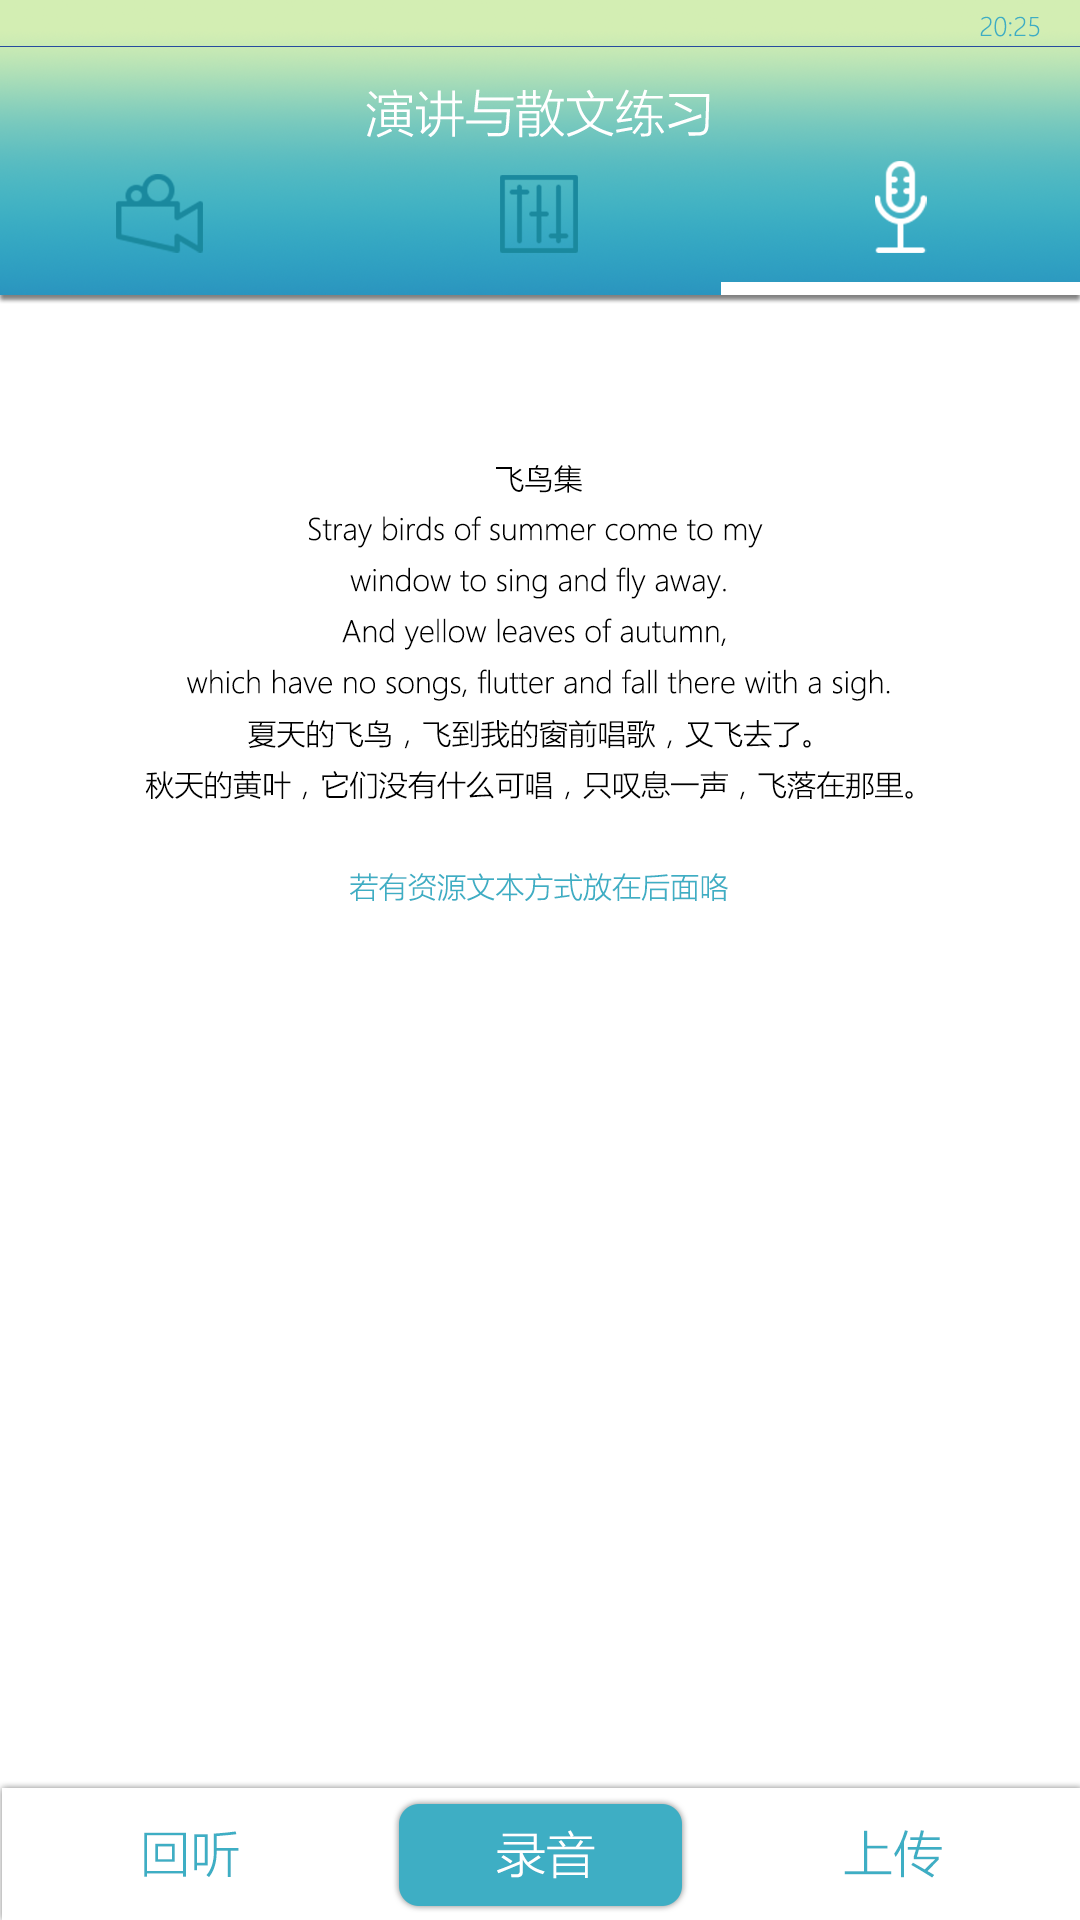 20:25
演讲与散文练习
飞鸟集
Stray birds of summer come to my
window to sing and fly away.
And yellow leaves of autumn,
which have no songs, flutter and fall there with a sigh.
夏天的飞鸟，飞到我的窗前唱歌，又飞去了。
秋天的黄叶，它们没有什么可唱，只叹息一声，飞落在那里。
若有资源文本方式放在后面咯
回听
录音
上传